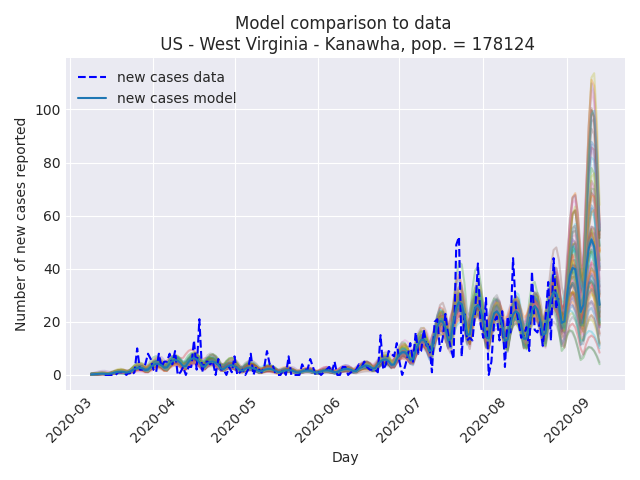 Model comparison to data
US - West Virginia - Kanawha, pop. = 178124
new cases data
new cases model
Number of new cases reported
100
80
60
40
20
0
2020-03
2020-04
2020-05
2020-06
2020-07
2020-08
2020-09
Day